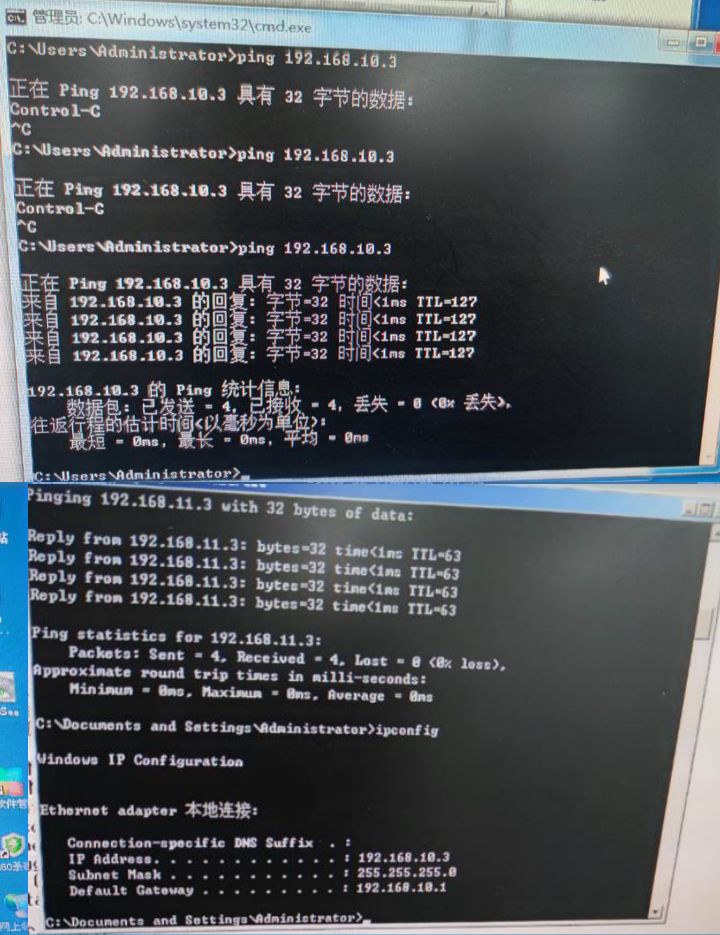 管理员: C:\Windows\system32\cmd.exe
C:\Users\Administrator>ping 192.168.10.3
正在 Ping 192.168.10.3 具有 32 字节的数据:
Control-C
^C
C:\Users\Administrator>ping 192.168.10.3
正在 Ping 192.168.10.3 具有 32 字节的数据:
Control-C
^C
C:\Users\Administrator>ping 192.168.10.3
正在 Ping 192.168.10.3 具有 32 字节的数据:
来自 192.168.10.3 的回复: 字节=32 时间<1ms TTL=127
来自 192.168.10.3 的回复: 字节=32 时间<1ms TTL=127
来自 192.168.10.3 的回复: 字节=32 时间<1ms TTL=127
来自 192.168.10.3 的回复: 字节=32 时间<1ms TTL=127
192.168.10.3 的 Ping 统计信息:
数据包: 已发送 = 4, 已接收 = 4, 丢失 = 0 (0% 丢失),
往返行程的估计时间(以毫秒为单位):
最短 = 0ms, 最长 = 0ms, 平均 = 0ms
C:\Users\Administrator>_
Pinging 192.168.11.3 with 32 bytes of data:
Reply from 192.168.11.3: bytes=32 time<1ms TTL=63
Reply from 192.168.11.3: bytes=32 time<1ms TTL=63
Reply from 192.168.11.3: bytes=32 time<1ms TTL=63
Reply from 192.168.11.3: bytes=32 time<1ms TTL=63
Ping statistics for 192.168.11.3:
Packets: Sent = 4, Received = 4, Lost = 0 (0% loss),
Approximate round trip times in milli-seconds:
Minimum = 0ms, Maximum = 0ms, Average = 0ms
C:\Documents and Settings\Administrator>ipconfig
Windows IP Configuration
Ethernet adapter 本地连接:
Connection-specific DNS Suffix . :
IP Address. . . . . . . . . . . . : 192.168.10.3
Subnet Mask . . . . . . . . . . . : 255.255.255.0
Default Gateway . . . . . . . . . : 192.168.10.1
C:\Documents and Settings\Administrator>_